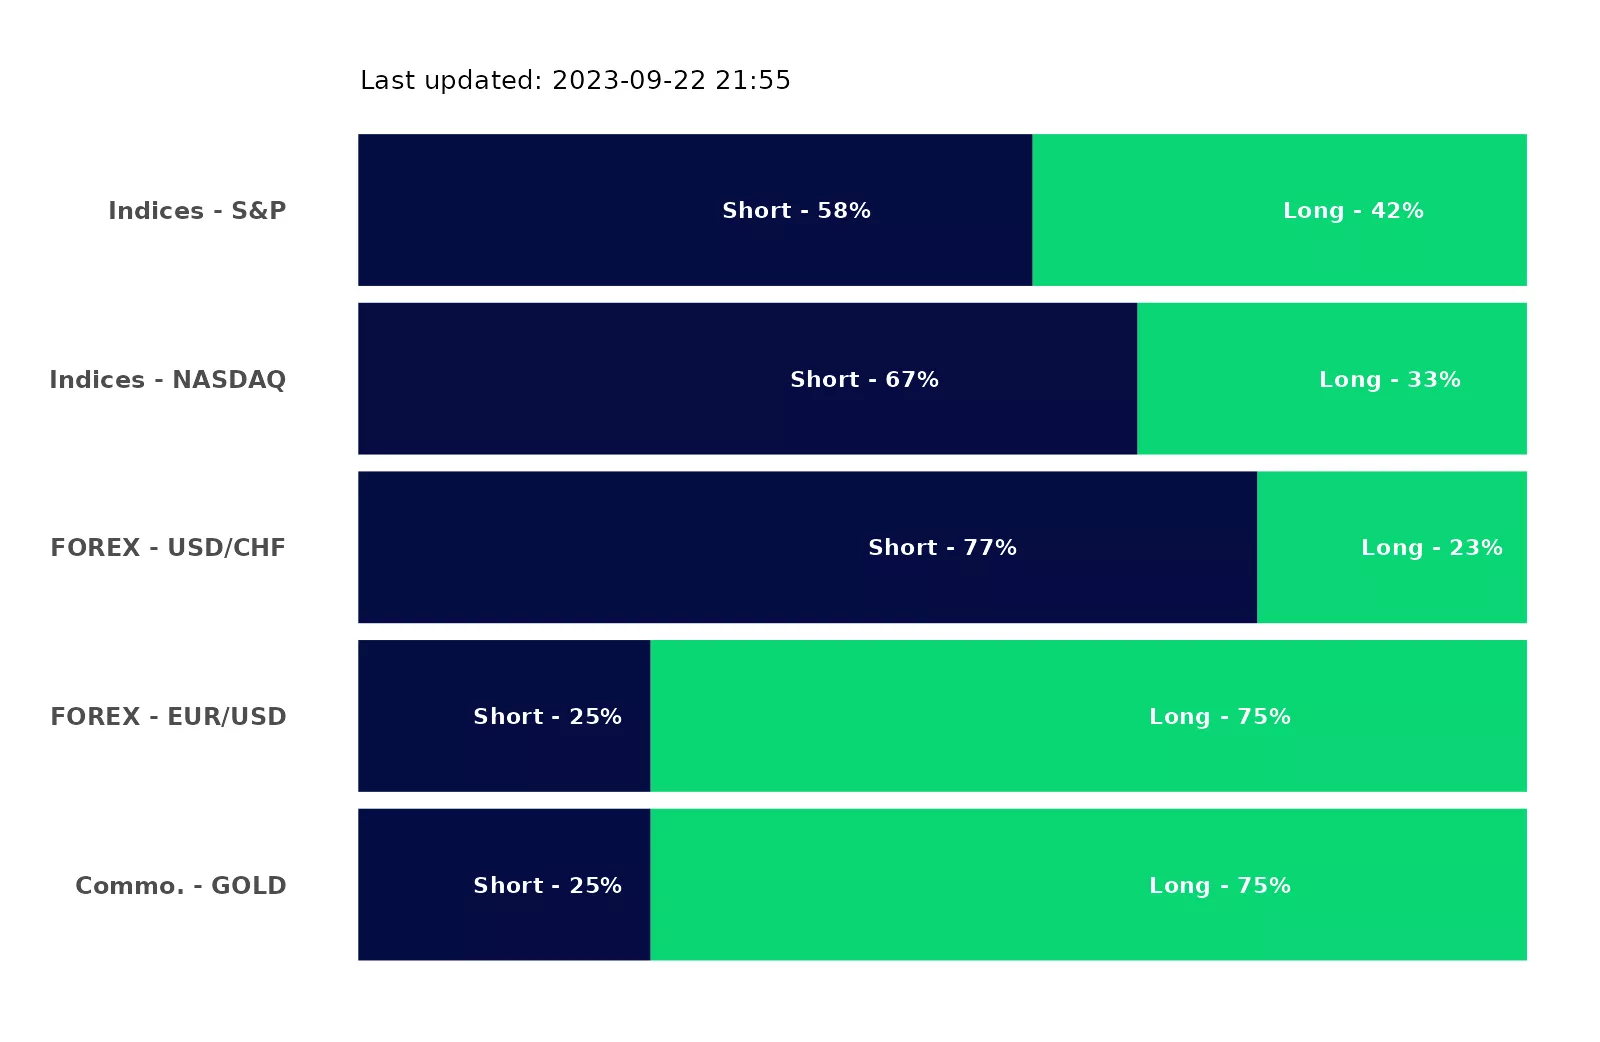 Last updated: 2023-09-22 21:55
Indices - S&P Short - 58% Long - 42%
Indices - NASDAQ Short - 67% Long - 33%
FOREX - USD/CHF Short - 77% Long - 23%
FOREX - EUR/USD Short - 25% Long - 75%
Commo. - GOLD Short - 25% Long - 75%